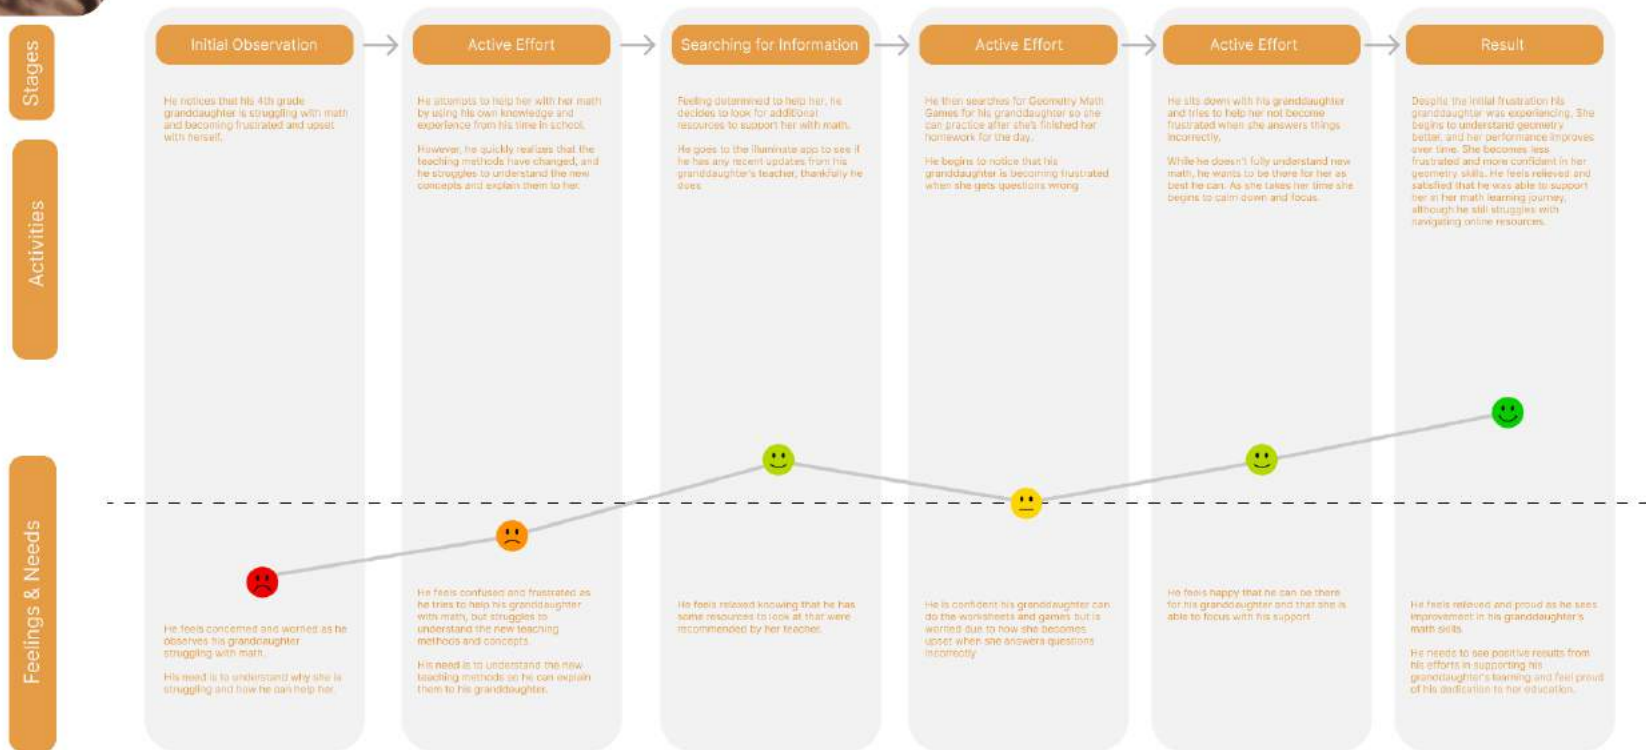 Stages
Initial Observation
Active Effort
Searching for Information
Active Effort
Active Effort
Result
Activities
He notices that his 4th grade
granddaughter is struggling with math
and becoming frustrated and upset
with herself.
He attempts to help her with her math
by using his own knowledge and
experience from his time in school.
However, he quickly realizes that the
teaching methods have changed, and
he struggles to understand the new
concepts and explain them to her.
Feeling determined to help her, he
decides to look for additional
resources to support her with math.
He goes to the illuminate app to see if
he has any recent updates from his
granddaughter's teacher, thankfully he
does.
He then searches for Geometry Math
Games for his granddaughter so she
can practice after she's finished her
homework for the day.
He begins to notice that his
granddaughter is becoming frustrated
when she gets questions wrong.
He sits down with his granddaughter
and tries to help her not become
frustrated when she answers things
incorrectly.
While he doesn't fully understand new
math, he wants to be there for her as
best he can. As she takes her time she
begins to calm down and focus.
Despite the initial frustration his
granddaughter was experiencing. She
begins to understand geometry
better, and her performance improves
over time. She becomes less
frustrated and more confident in her
geometry skills. He feels relieved and
satisfied that he was able to support
her in her math learning journey,
although he still struggles with
navigating online resources.
Feelings & Needs
He feels concerned and worried as he
observes his granddaughter
struggling with math.
His need is to understand why she is
struggling and how he can help her.
He feels confused and frustrated as
he tries to help his granddaughter
with math, but struggles to
understand the new teaching
methods and concepts.
His need is to understand the new
teaching methods so he can explain
them to his granddaughter.
He feels relaxed knowing that he has
some resources to look at that were
recommended by her teacher.
He is confident his granddaughter can
do the worksheets and games but is
worried due to how she becomes
upset when she answers questions
incorrectly
He feels happy that he can be there
for his granddaughter and that she is
able to focus with his support
He feels relieved and proud as he sees
improvement in his granddaughter's
math skills.
He needs to see positive results from
his efforts in supporting his
granddaughter's learning and feel proud
of his dedication to her education.